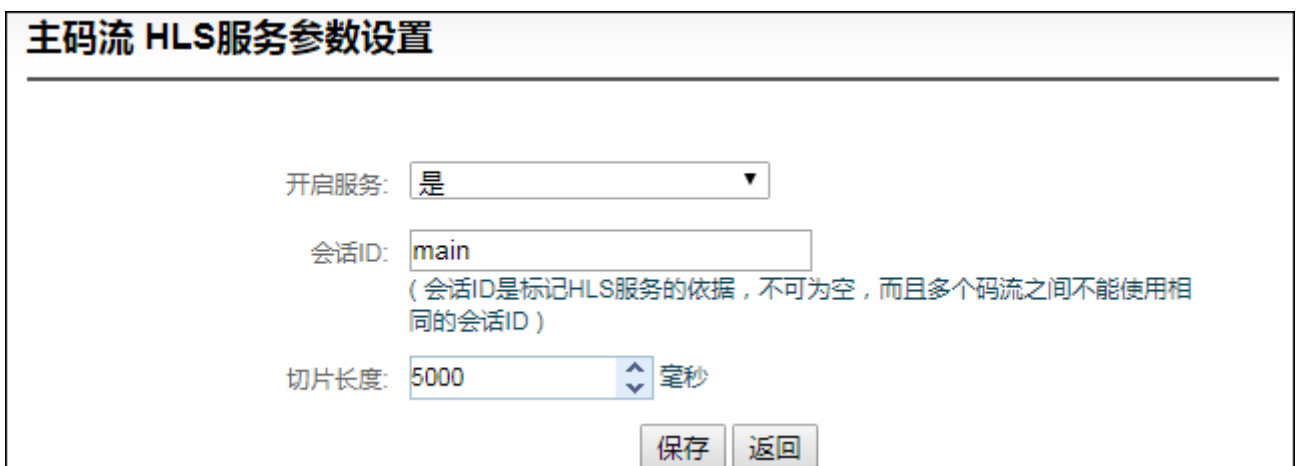 主码流 HLS服务参数设置
开启服务: 是
会话ID: main
(会话ID是标记HLS服务的依据，不可为空，而且多个码流之间不能使用相
同的会话ID)
切片长度: 5000 毫秒
保存 返回